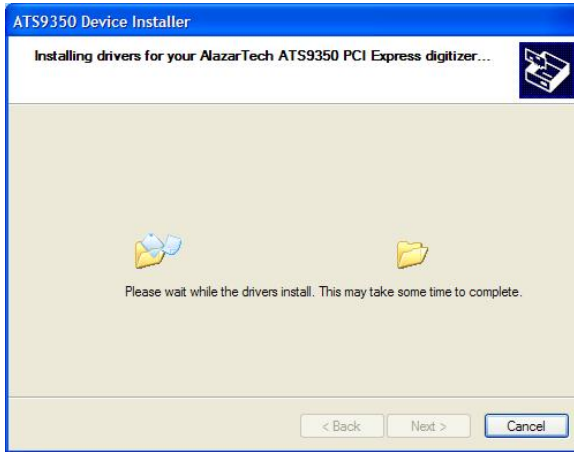 ATS9350 Device Installer
Installing drivers for your AlazarTech ATS9350 PCI Express digitizer...
Please wait while the drivers install. This may take some time to complete.
< Back Next > Cancel